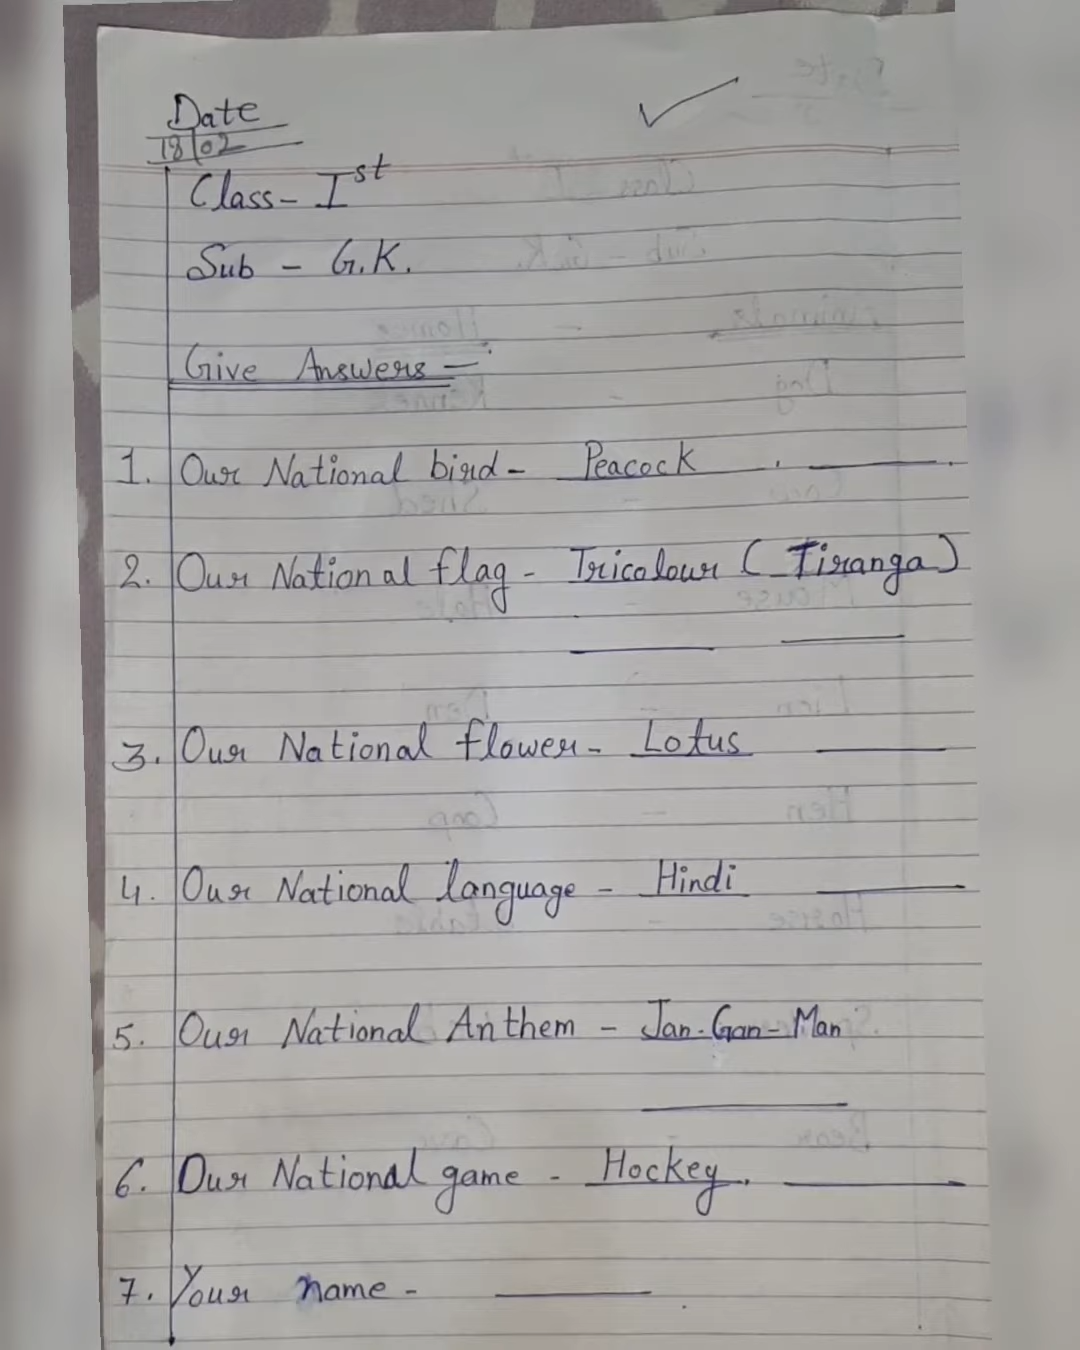 Date
18/02
Class- Ist
Sub - G.K.
Give Answers -
1. Our National bird - Peacock.
2. Our National flag - Tricolour ( Tiranga )
3. Our National flower - Lotus
4. Our National language - Hindi
5. Our National Anthem - Jan-Gan-Man
6. Our National game - Hockey.
7. Your name -